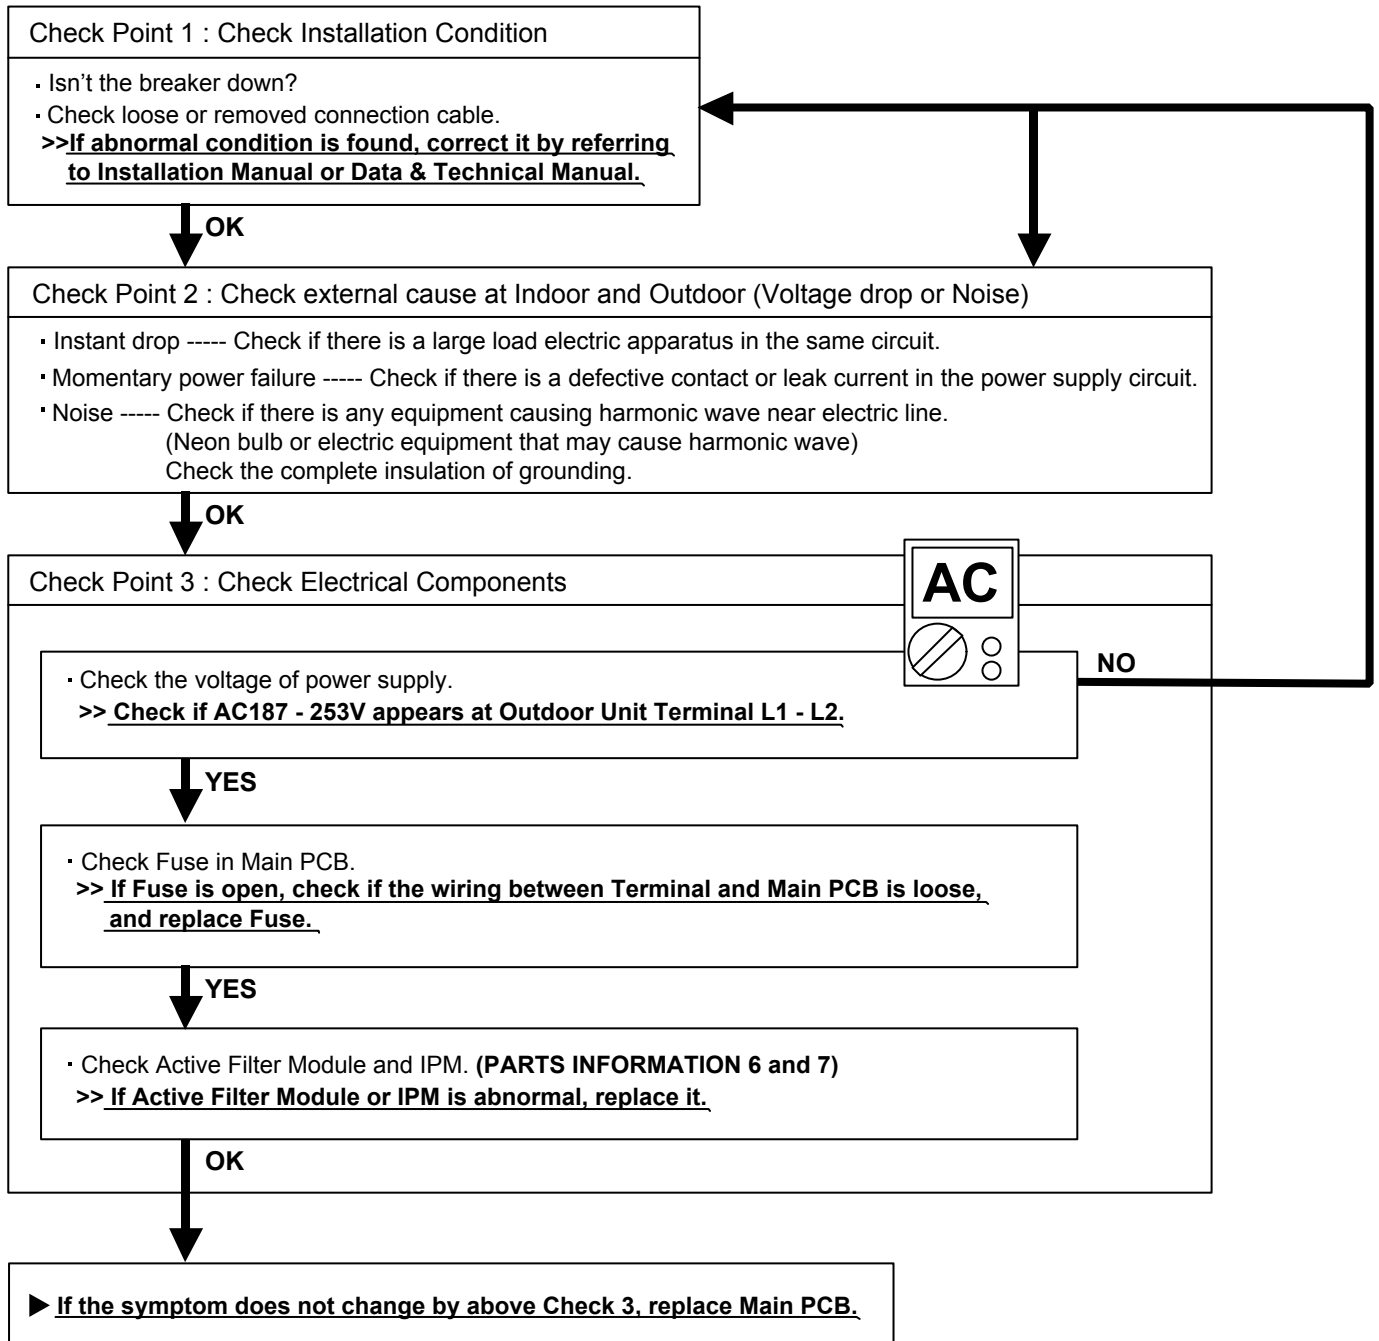 Check Point 1 : Check Installation Condition
· Isn’t the breaker down?
· Check loose or removed connection cable.
>>If abnormal condition is found, correct it by referring
to Installation Manual or Data & Technical Manual.
OK
Check Point 2 : Check external cause at Indoor and Outdoor (Voltage drop or Noise)
· Instant drop ----- Check if there is a large load electric apparatus in the same circuit.
· Momentary power failure ----- Check if there is a defective contact or leak current in the power supply circuit.
· Noise ----- Check if there is any equipment causing harmonic wave near electric line.
(Neon bulb or electric equipment that may cause harmonic wave)
Check the complete insulation of grounding.
OK
Check Point 3 : Check Electrical Components
AC
NO
· Check the voltage of power supply.
>> Check if AC187 - 253V appears at Outdoor Unit Terminal L1 - L2.
YES
· Check Fuse in Main PCB.
>> If Fuse is open, check if the wiring between Terminal and Main PCB is loose,
and replace Fuse.
YES
· Check Active Filter Module and IPM. (PARTS INFORMATION 6 and 7)
>> If Active Filter Module or IPM is abnormal, replace it.
OK
▶ If the symptom does not change by above Check 3, replace Main PCB.